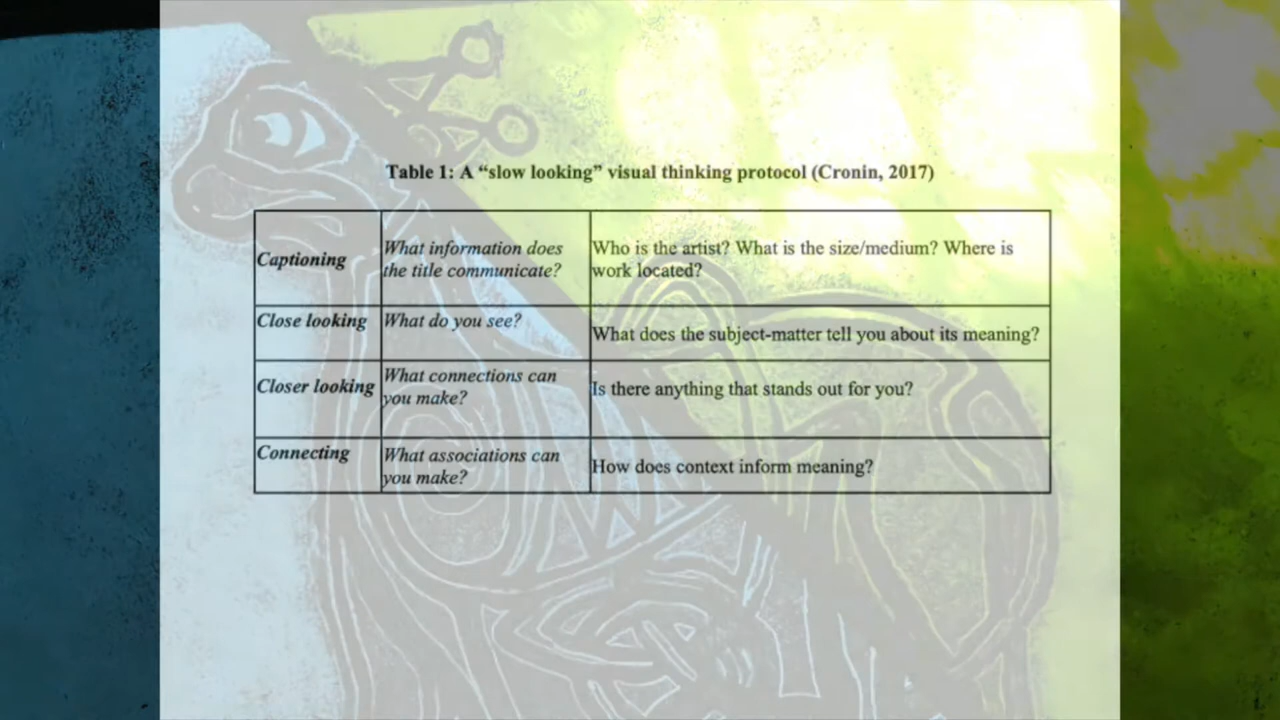 Table 1: A “slow looking” visual thinking protocol (Cronin, 2017)
Captioning
What information does
the title communicate?
Who is the artist? What is the size/medium? Where is
work located?
Close looking
What do you see?
What does the subject-matter tell you about its meaning?
Closer looking
What connections can
you make?
Is there anything that stands out for you?
Connecting
What associations can
you make?
How does context inform meaning?